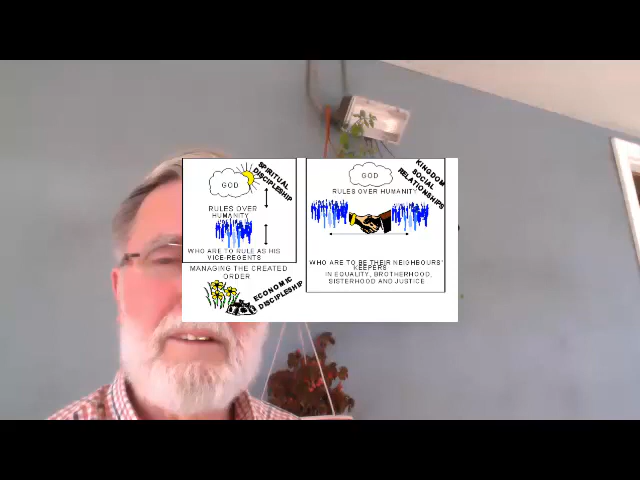 SPIRITUAL
DISCIPLESHIP
GOD
RULES OVER
HUMANITY
WHO ARE TO RULE AS HIS
VICE-REGENTS
MANAGING THE CREATED
ORDER
ECONOMIC
DISCIPLESHIP
KINGDOM
SOCIAL
RELATIONSHIPS
GOD
RULES OVER HUMANITY
WHO ARE TO BE THEIR NEIGHBOURS'
KEEPERS
IN EQUALITY, BROTHERHOOD,
SISTERHOOD AND JUSTICE